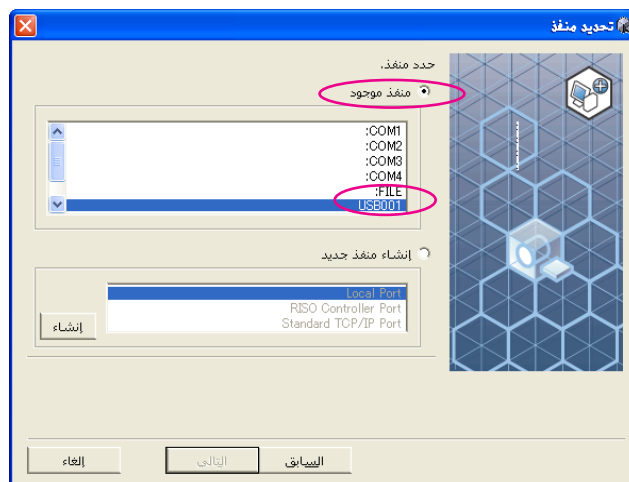 تحديد منفذ
حدد منفذ.
منفذ موجود
:COM1
:COM2
:COM3
:COM4
:FILE
USB001
إنشاء منفذ جديد
Local Port
RISO Controller Port
Standard TCP/IP Port
إنشاء
السابق
التالي
إلغاء